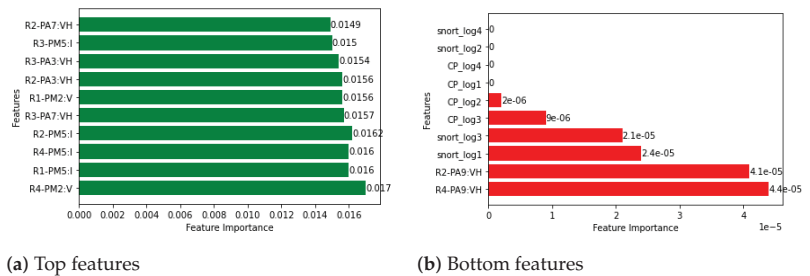 R2-PA7:VH 0.0149
R3-PM5:I 0.015
R3-PA3:VH 0.0154
R2-PA3:VH 0.0156
R1-PM2:V 0.0156
R3-PA7:VH 0.0157
R2-PM5:I 0.0162
R4-PM5:I 0.016
R1-PM5:I 0.016
R4-PM2:V 0.017
Features
0.000 0.002 0.004 0.006 0.008 0.010 0.012 0.014 0.016
Feature Importance
(a) Top features
snort_log4 0
snort_log2 0
CP_log4 0
CP_log1 0
CP_log2 2e-06
CP_log3 9e-06
snort_log3 2.1e-05
snort_log1 2.4e-05
R2-PA9:VH 4.1e-05
R4-PA9:VH 4.4e-05
Features
0 1 2 3 4
1e-5
Feature Importance
(b) Bottom features